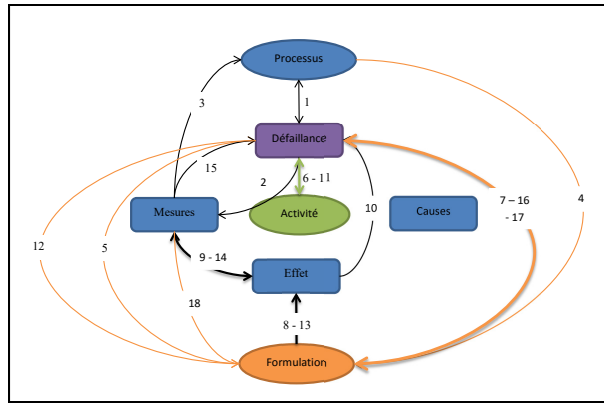 Processus
3
1
4
Défaillance
15
2
6 - 11
7 – 16
- 17
Mesures
Activité
10
Causes
12
5
9 - 14
Effet
18
8 - 13
Formulation